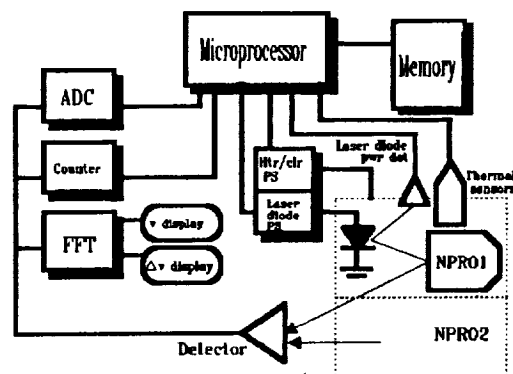 Microprocessor
Memory
ADC
Counter
FFT
ν display
Δν display
Htr/clr
PS
Laser
diode
PS
Laser diode
pwr det
Thermal
sensors
NPRO1
NPRO2
Detector